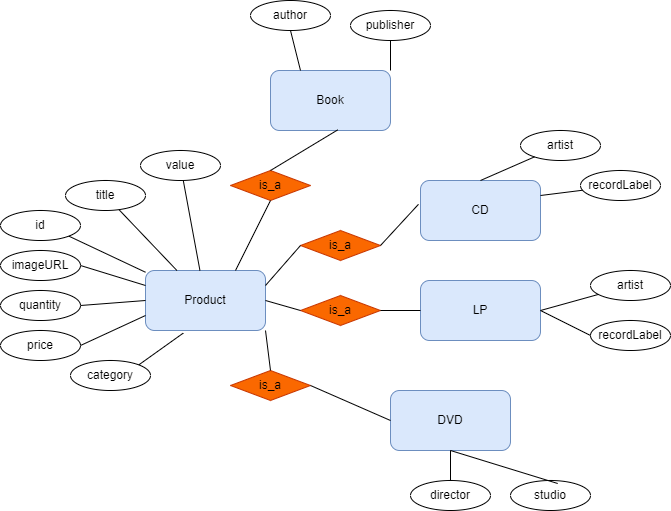 author
publisher
Book
value
is_a
title
artist
recordLabel
id
CD
is_a
imageURL
artist
quantity
Product
is_a
LP
recordLabel
price
category
is_a
DVD
director
studio